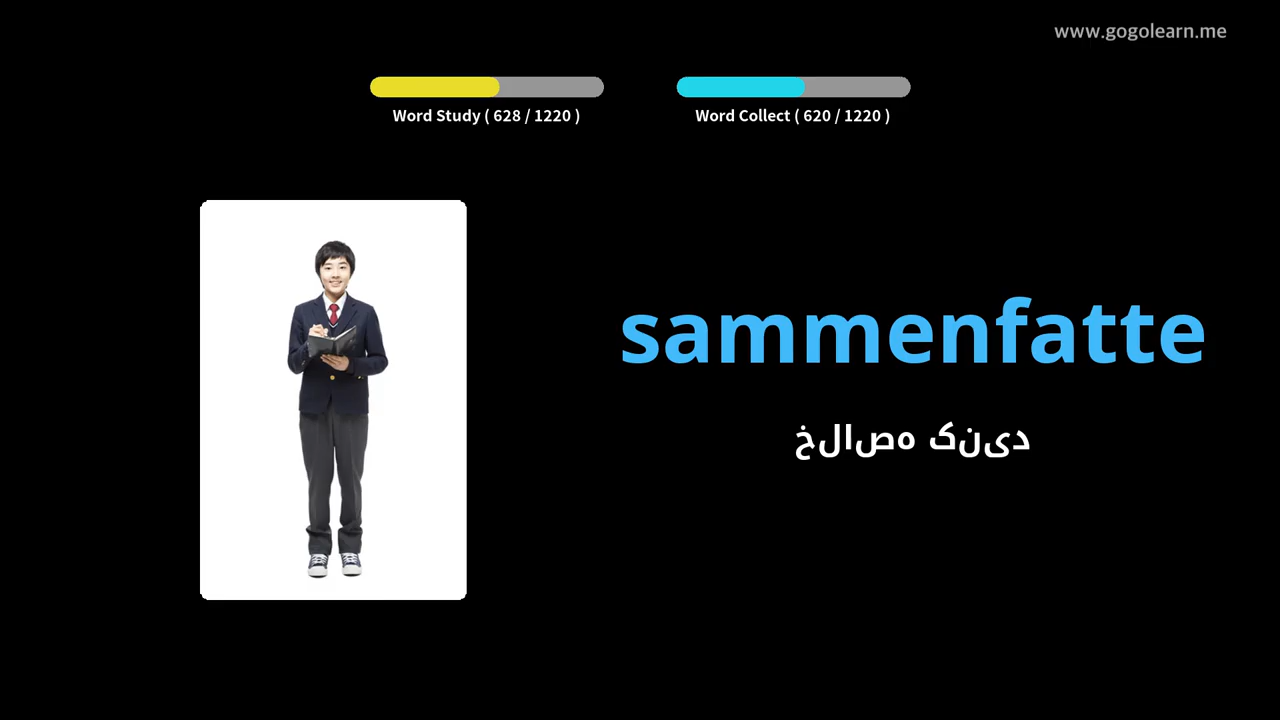 www.gogolearn.me
Word Study ( 628 / 1220 )
Word Collect ( 620 / 1220 )
sammenfatte
خلاصه کنید